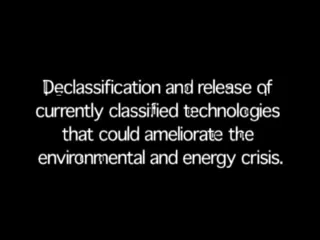 Declassification and release of
currently classified technologies
that could ameliorate the
environmental and energy crisis.